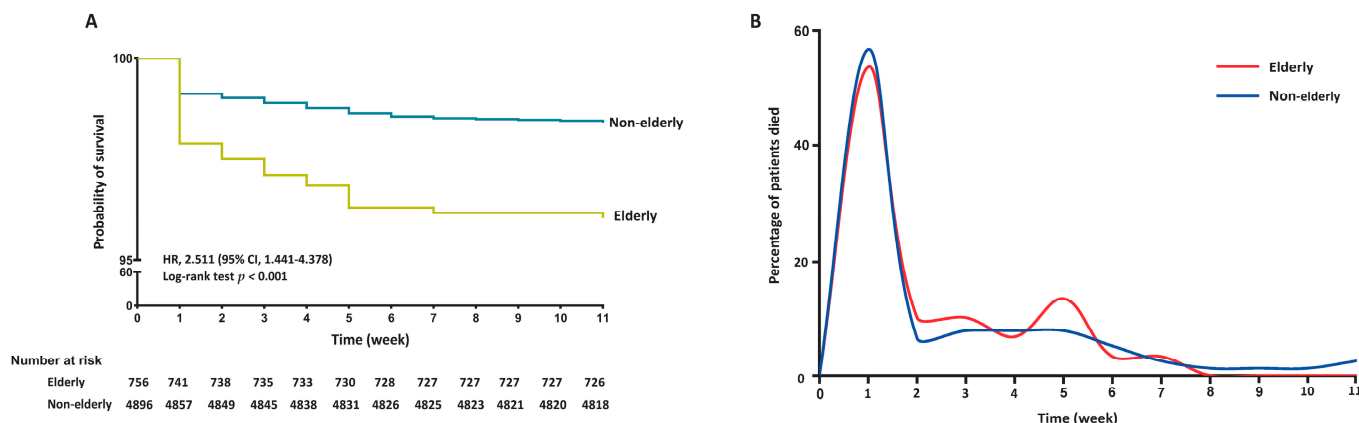 A
100
95
60
0
Probability of survival
Non-elderly
Elderly
HR, 2.511 (95% CI, 1.441-4.378)
Log-rank test p < 0.001
0 1 2 3 4 5 6 7 8 9 10 11
Time (week)
Number at risk
Elderly 756 741 738 735 733 730 728 727 727 727 727 726
Non-elderly 4896 4857 4849 4845 4838 4831 4826 4825 4823 4821 4820 4818
B
60
40
20
0
Percentage of patients died
Elderly
Non-elderly
0 1 2 3 4 5 6 7 8 9 10 11
Time (week)